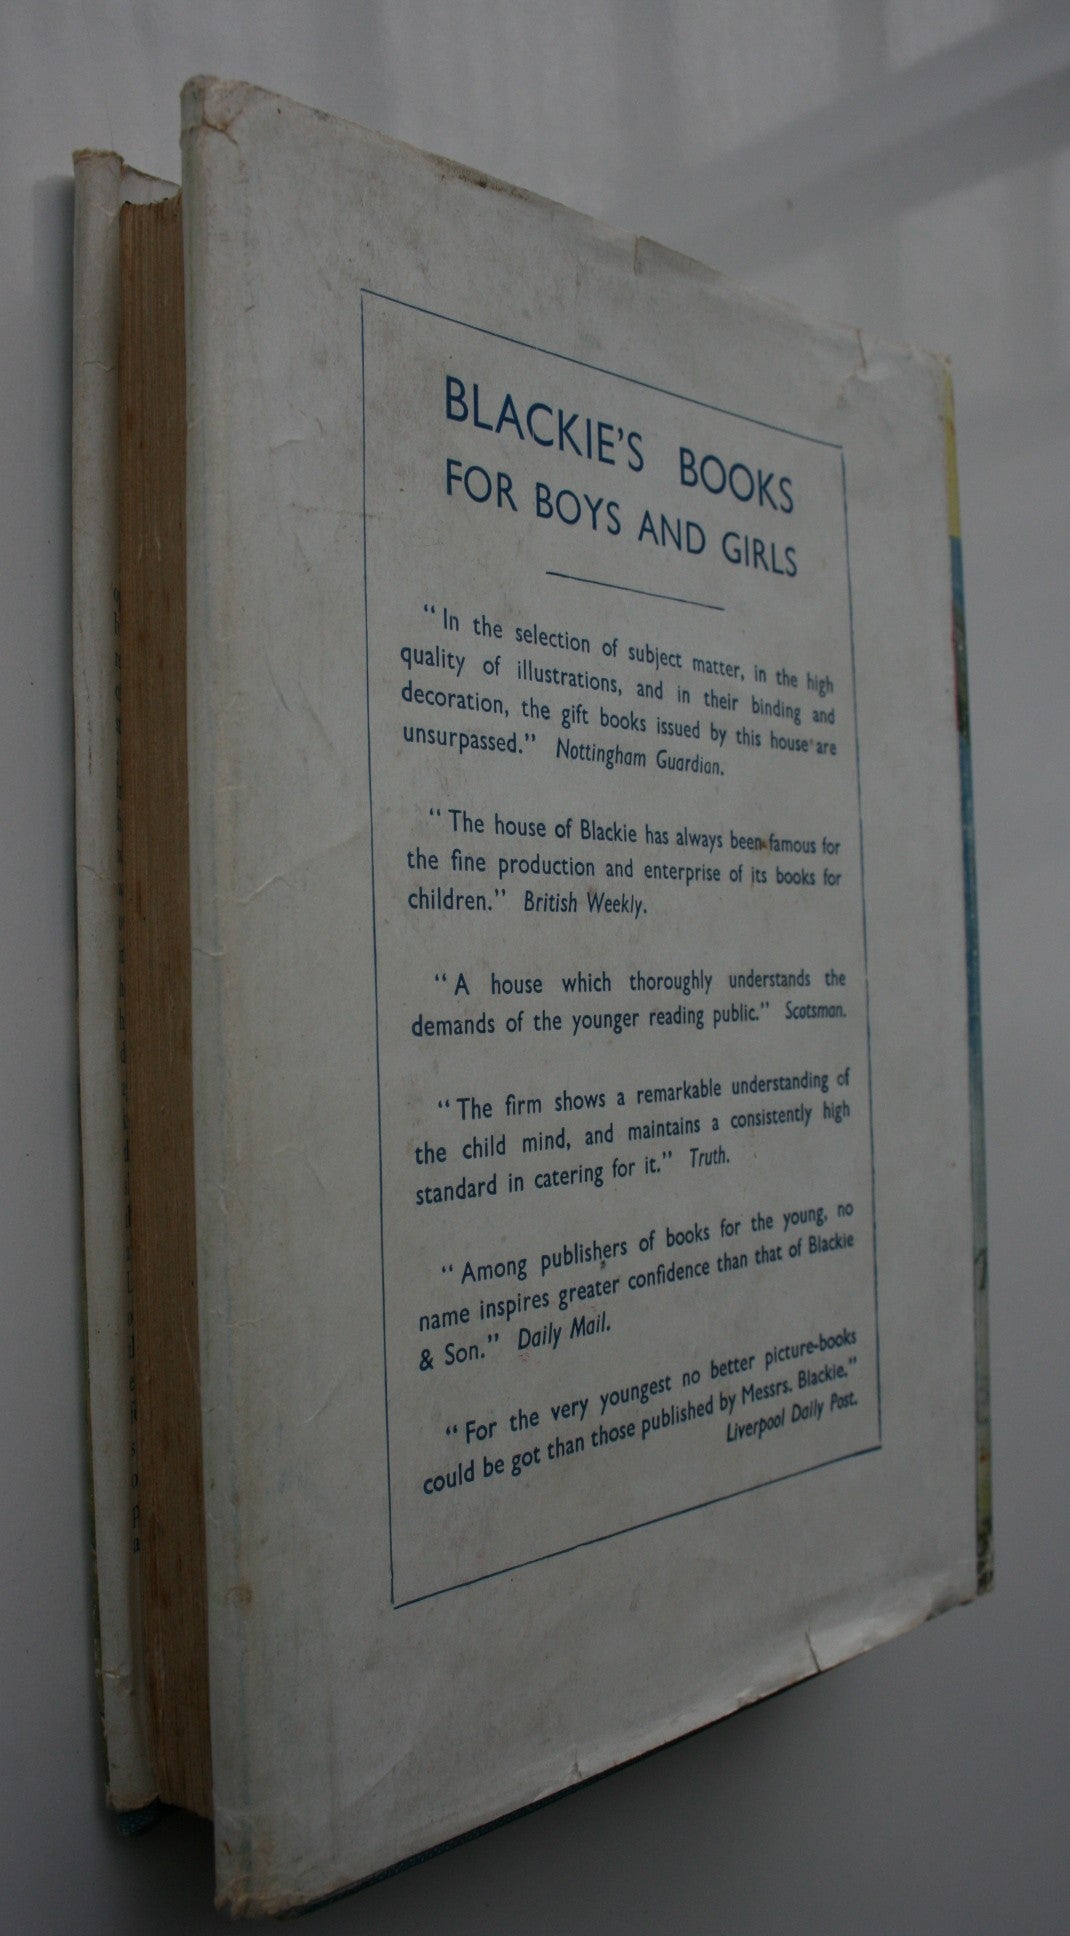 BLACKIE'S BOOKS
FOR BOYS AND GIRLS
"In the selection of subject matter, in the high
quality of illustrations, and in their binding and
decoration, the gift books issued by this house are
unsurpassed." Nottingham Guardian.
"The house of Blackie has always been famous for
the fine production and enterprise of its books for
children." British Weekly.
"A house which thoroughly understands the
demands of the younger reading public." Scotsman.
"The firm shows a remarkable understanding of
the child mind, and maintains a consistently high
standard in catering for it." Truth.
"Among publishers of books for the young, no
name inspires greater confidence than that of Blackie
& Son." Daily Mail.
"For the very youngest no better picture-books
could be got than those published by Messrs. Blackie."
Liverpool Daily Post.